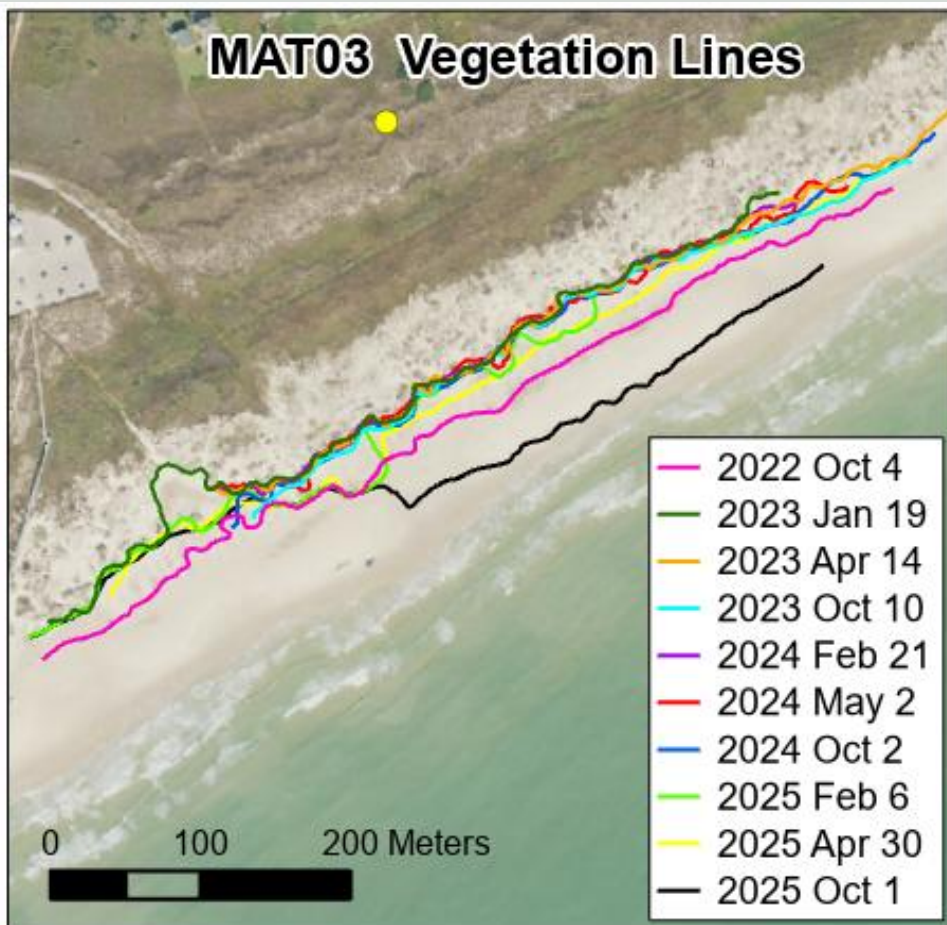 MAT03 Vegetation Lines
2022 Oct 4
2023 Jan 19
2023 Apr 14
2023 Oct 10
2024 Feb 21
2024 May 2
2024 Oct 2
2025 Feb 6
2025 Apr 30
2025 Oct 1
0 100 200 Meters